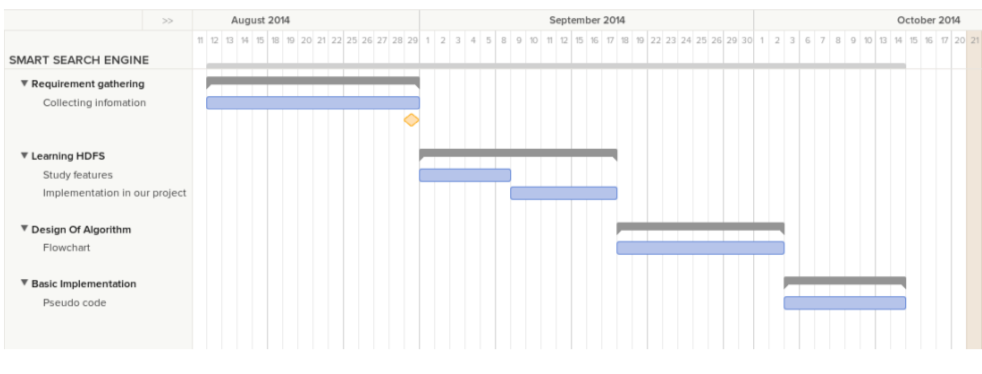 >> August 2014 September 2014 October 2014
11 12 13 14 15 18 19 20 21 22 25 26 27 28 29 1 2 3 4 5 8 9 10 11 12 15 16 17 18 19 22 23 24 25 26 29 30 1 2 3 6 7 8 9 10 13 14 15 16 17 20 21
SMART SEARCH ENGINE
▼ Requirement gathering
Collecting infomation
▼ Learning HDFS
Study features
Implementation in our project
▼ Design Of Algorithm
Flowchart
▼ Basic Implementation
Pseudo code